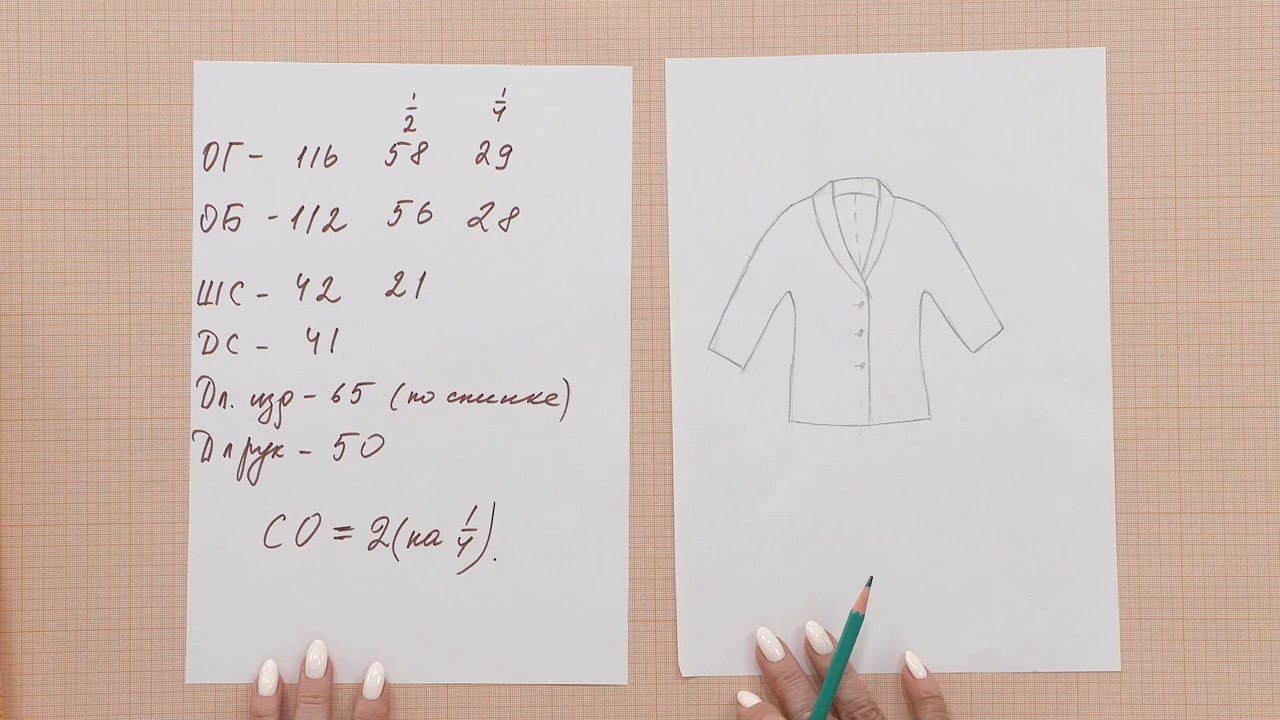 1/2 1/4
ОГ - 116 58 29
ОБ - 112 56 28
ШС - 42 21
ДС - 41
Дл. изд - 65 (по спинке)
Дл рук - 50
СО = 2 (на 1/4).